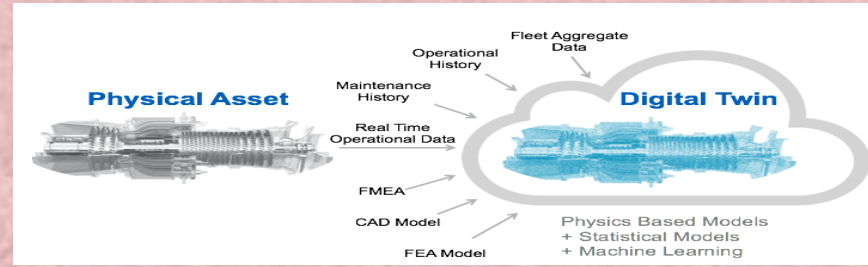 Fleet Aggregate
Data
Operational
History
Physical Asset
Maintenance
History
Digital Twin
Real Time
Operational Data
FMEA
CAD Model
FEA Model
Physics Based Models
+ Statistical Models
+ Machine Learning